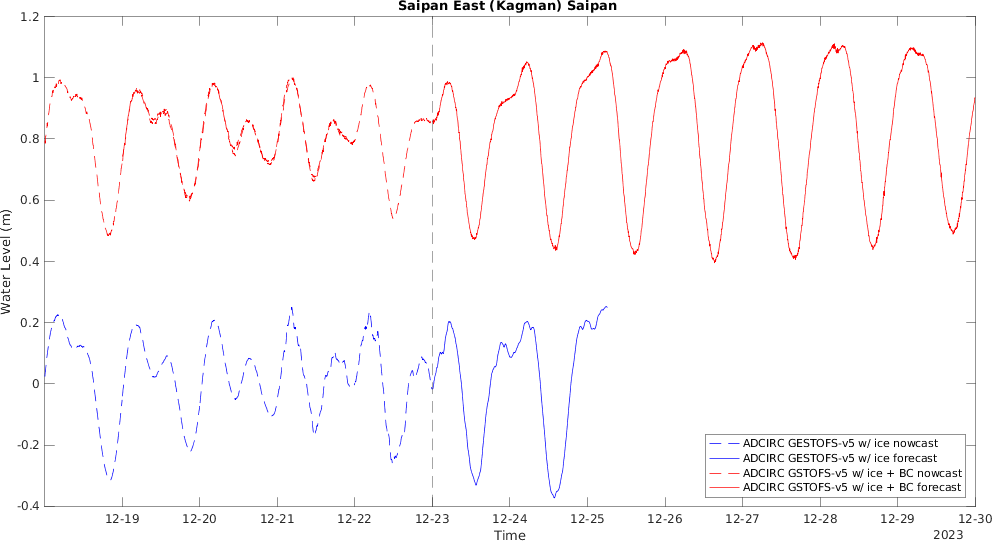 Saipan East (Kagman) Saipan
Water Level (m)
1.2
1
0.8
0.6
0.4
0.2
0
-0.2
-0.4
ADCIRC GESTOFS-v5 w/ ice nowcast
ADCIRC GESTOFS-v5 w/ ice forecast
ADCIRC GSTOFS-v5 w/ ice + BC nowcast
ADCIRC GSTOFS-v5 w/ ice + BC forecast
12-19 12-20 12-21 12-22 12-23 12-24 12-25 12-26 12-27 12-28 12-29 12-30
Time
2023